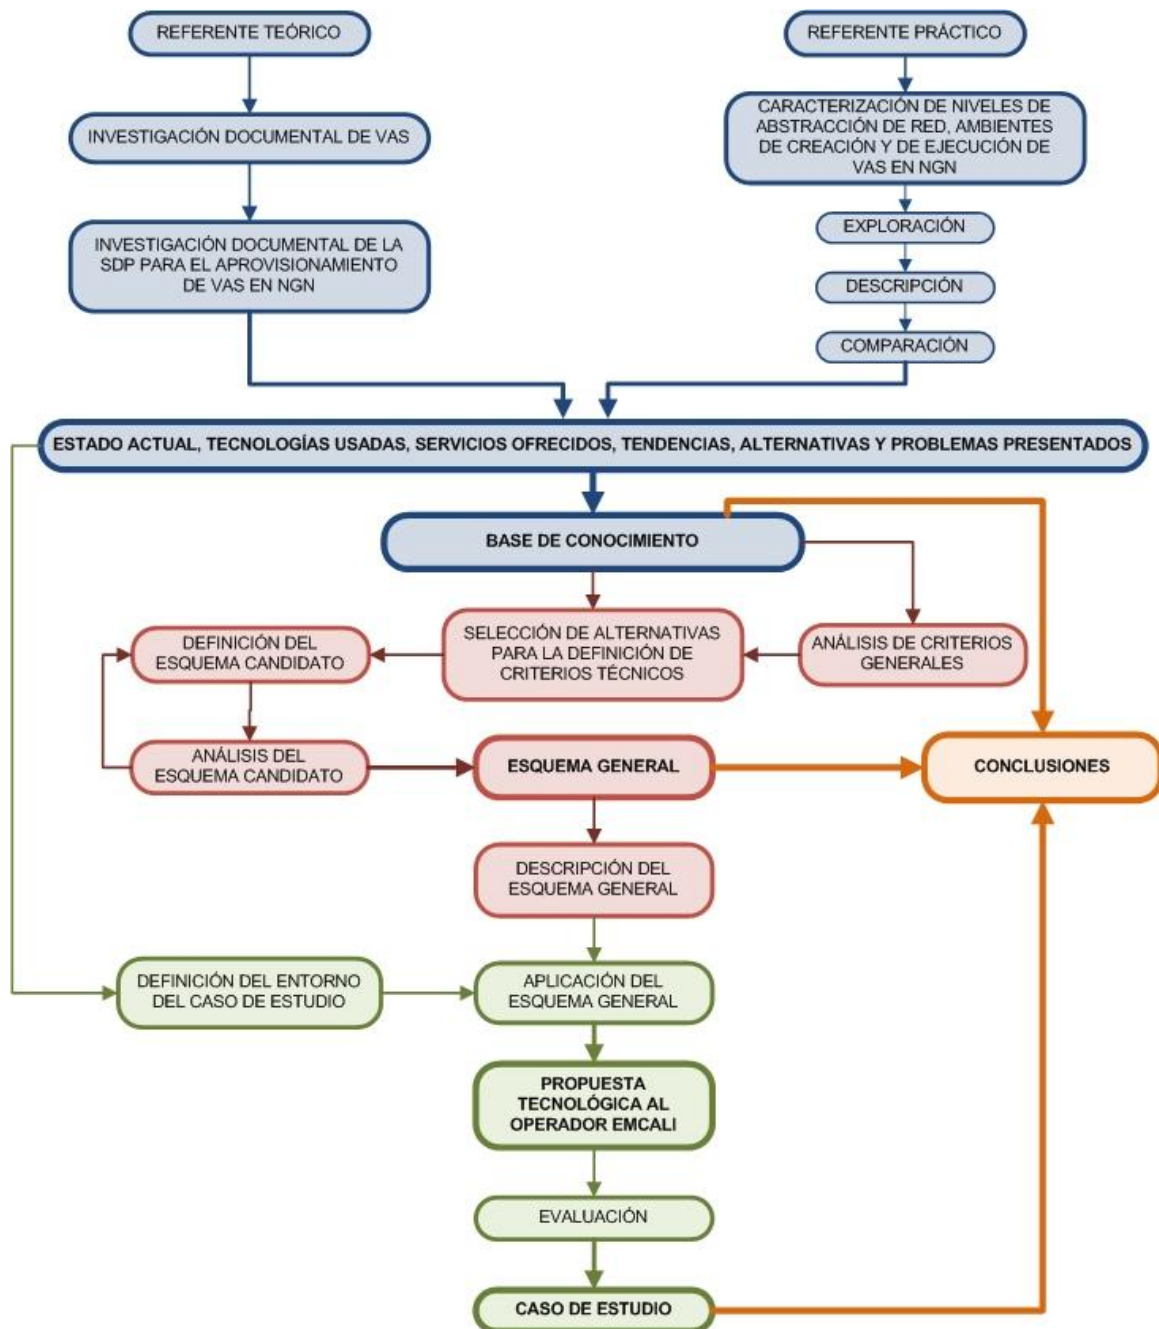 REFERENTE TEÓRICO
REFERENTE PRÁCTICO
INVESTIGACIÓN DOCUMENTAL DE VAS
CARACTERIZACIÓN DE NIVELES DE
ABSTRACCIÓN DE RED, AMBIENTES
DE CREACIÓN Y DE EJECUCIÓN DE
VAS EN NGN
INVESTIGACIÓN DOCUMENTAL DE LA
SDP PARA EL APROVISIONAMIENTO
DE VAS EN NGN
EXPLORACIÓN
DESCRIPCIÓN
COMPARACIÓN
ESTADO ACTUAL, TECNOLOGÍAS USADAS, SERVICIOS OFRECIDOS, TENDENCIAS, ALTERNATIVAS Y PROBLEMAS PRESENTADOS
BASE DE CONOCIMIENTO
DEFINICIÓN DEL
ESQUEMA CANDIDATO
SELECCIÓN DE ALTERNATIVAS
PARA LA DEFINICIÓN DE
CRITERIOS TÉCNICOS
ANÁLISIS DE CRITERIOS
GENERALES
ANÁLISIS DEL
ESQUEMA CANDIDATO
ESQUEMA GENERAL
CONCLUSIONES
DESCRIPCIÓN DEL
ESQUEMA GENERAL
DEFINICIÓN DEL ENTORNO
DEL CASO DE ESTUDIO
APLICACIÓN DEL
ESQUEMA GENERAL
PROPUESTA
TECNOLÓGICA AL
OPERADOR EMCALI
EVALUACIÓN
CASO DE ESTUDIO